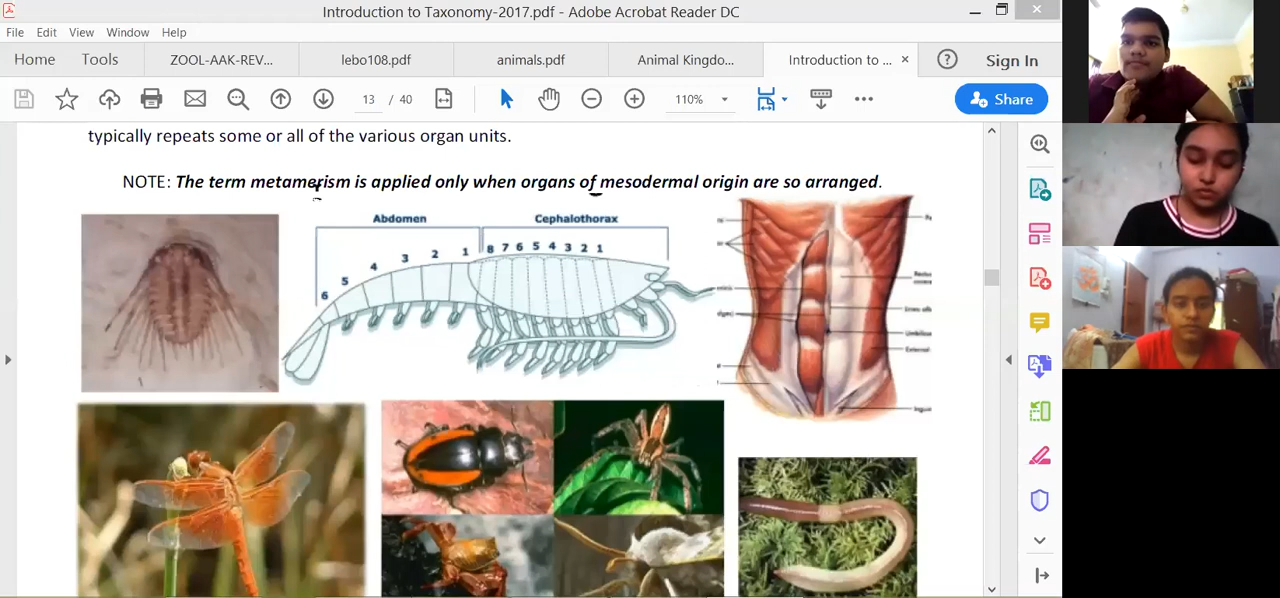 Introduction to Taxonomy-2017.pdf - Adobe Acrobat Reader DC
File Edit View Window Help
Home Tools ZOOL-AAK-REV... lebo108.pdf animals.pdf Animal Kingdo... Introduction to ... × Sign In
13 / 40 110% Share
typically repeats some or all of the various organ units.
NOTE: The term metamerism is applied only when organs of mesodermal origin are so arranged.
Abdomen Cephalothorax
6 5 4 3 2 1 8 7 6 5 4 3 2 1